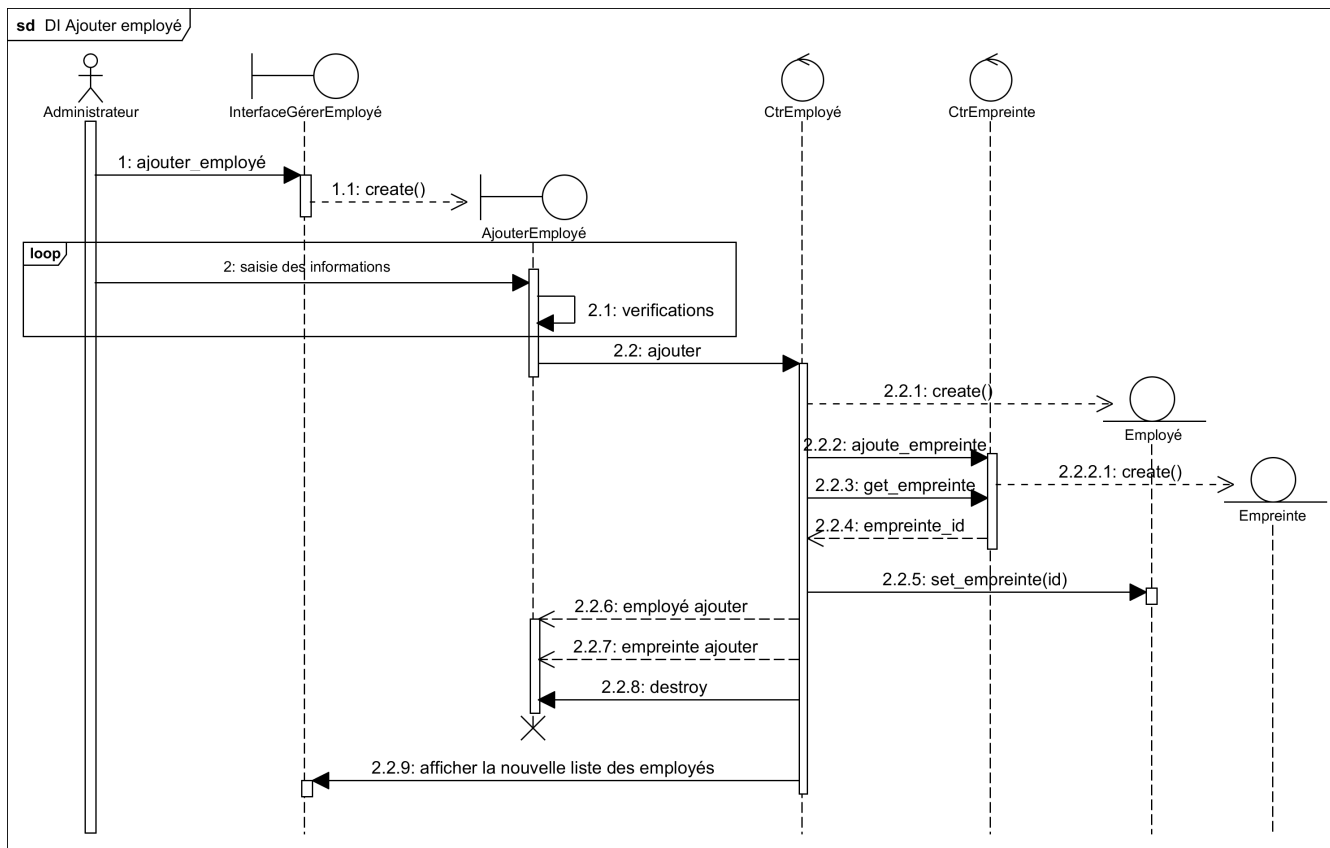 sd DI Ajouter employé
Administrateur
InterfaceGérerEmployé
CtrEmployé
CtrEmpreinte
1: ajouter_employé
1.1: create()
AjouterEmployé
loop
2: saisie des informations
2.1: verifications
2.2: ajouter
2.2.1: create()
Employé
2.2.2: ajoute_empreinte
2.2.2.1: create()
2.2.3: get_empreinte
Empreinte
2.2.4: empreinte_id
2.2.5: set_empreinte(id)
2.2.6: employé ajouter
2.2.7: empreinte ajouter
2.2.8: destroy
2.2.9: afficher la nouvelle liste des employés